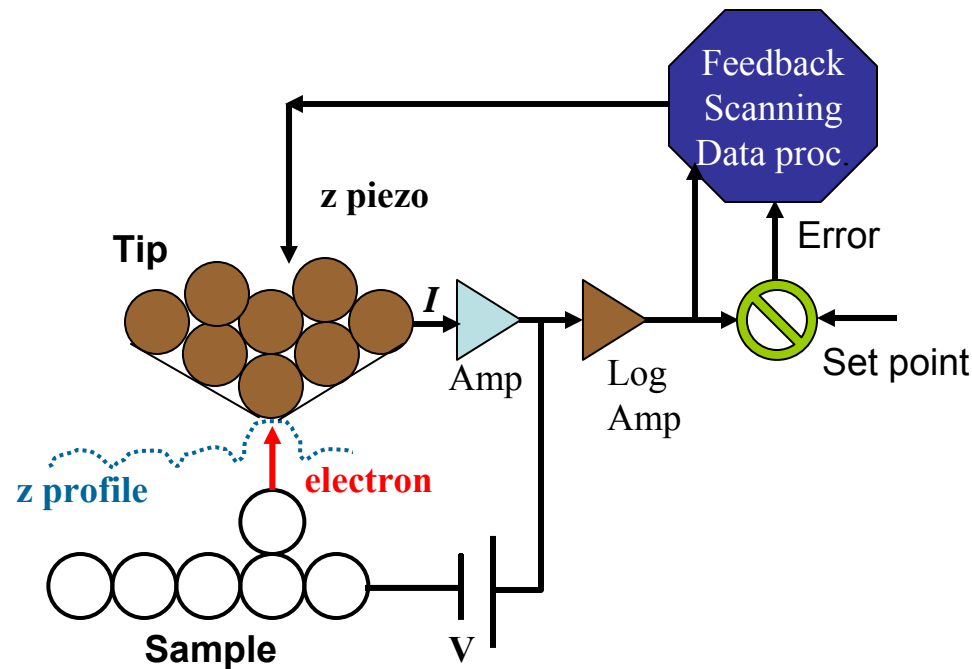 Feedback
Scanning
Data proc.
z piezo
Tip
I
Error
Amp
Log
Amp
Set point
z profile
electron
Sample
V